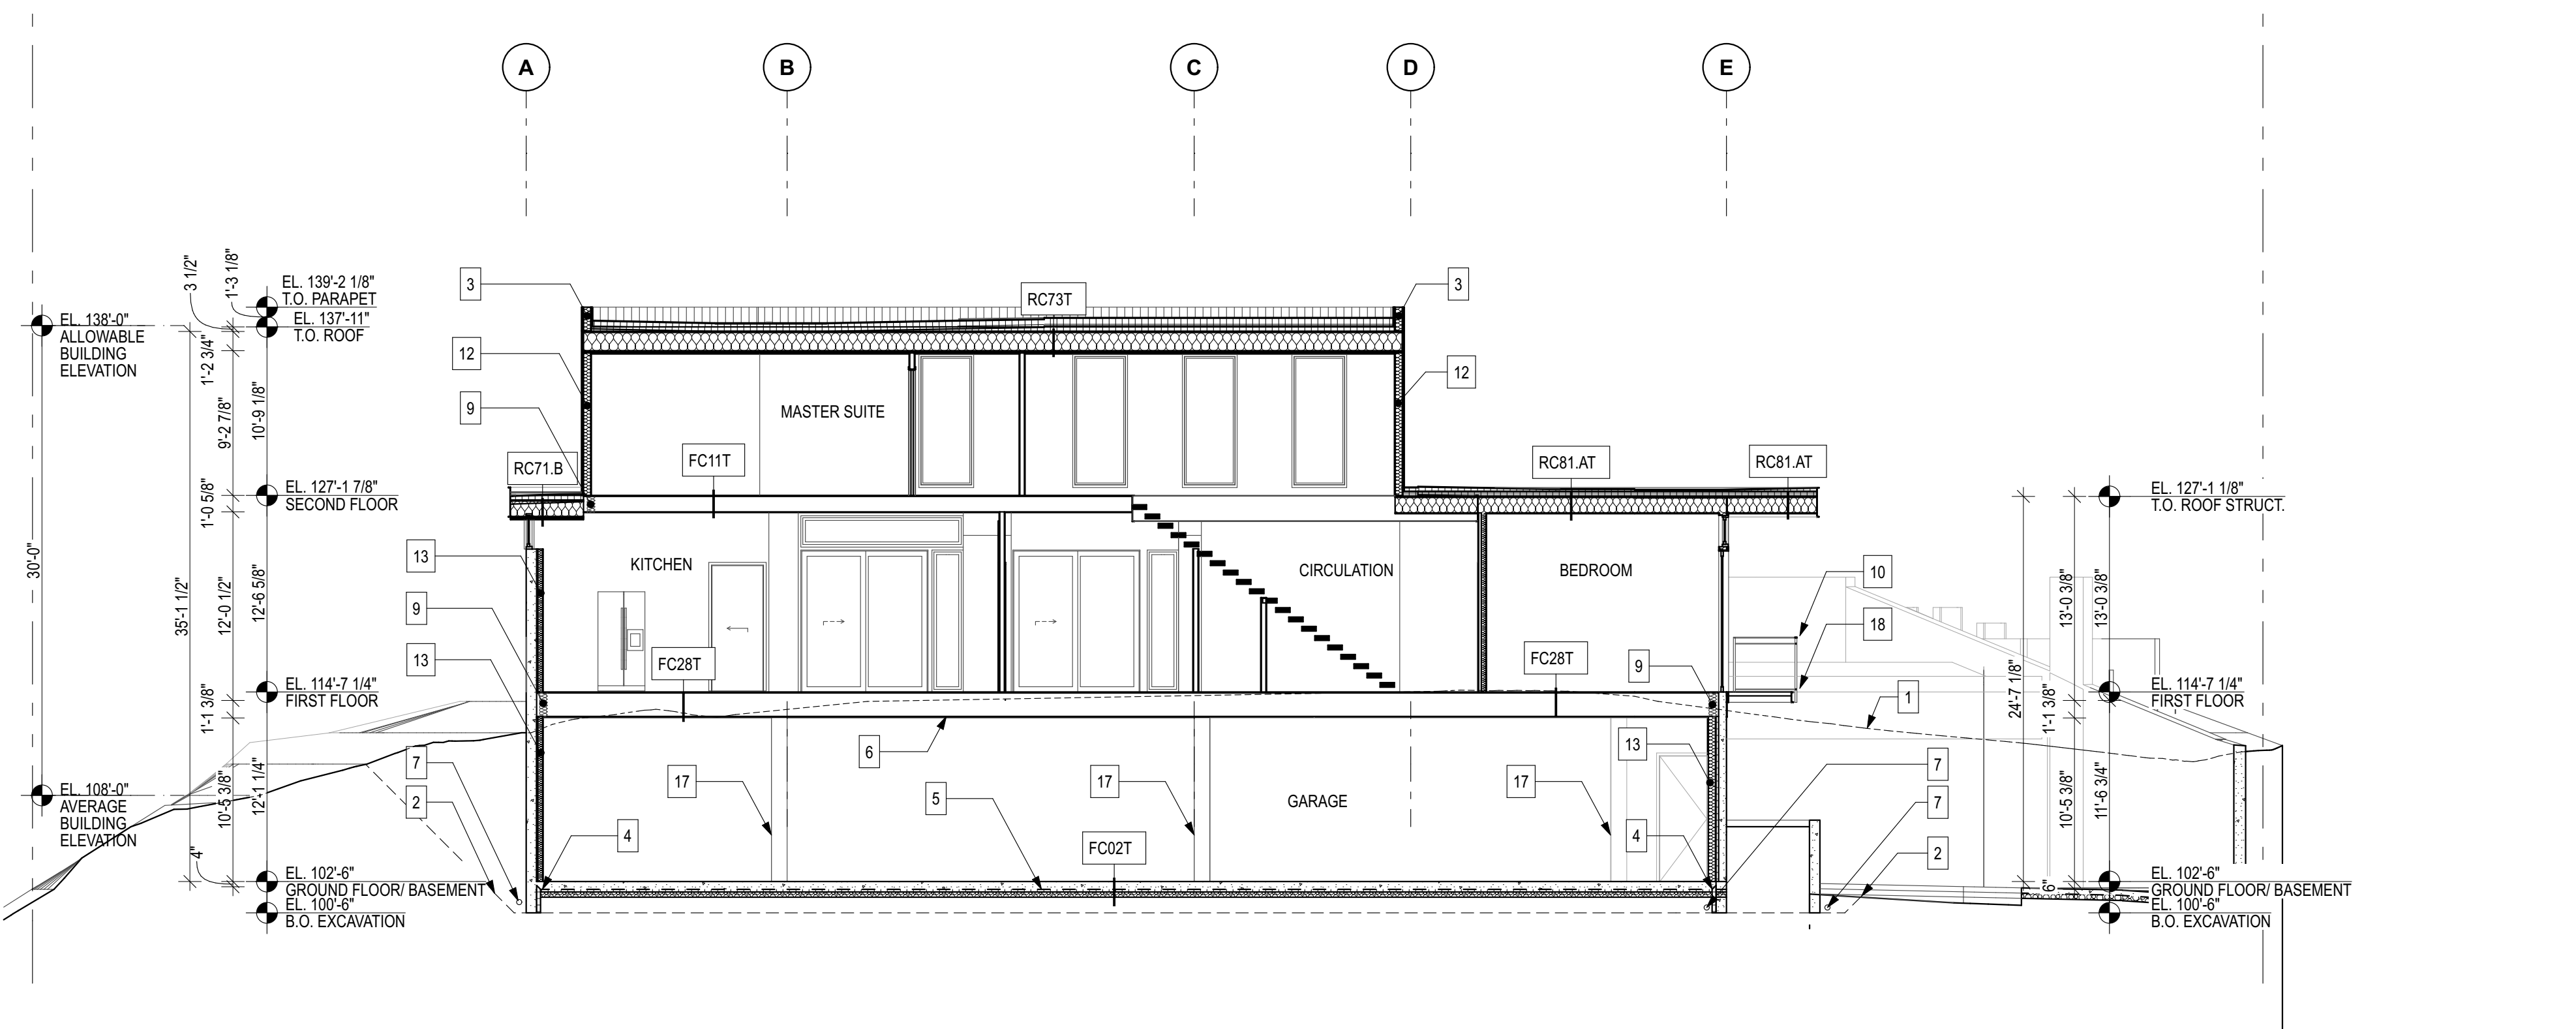 A
B
C
D
E
3 1/2"
1'-3 1/8"
EL. 139'-2 1/8"
T.O. PARAPET
EL. 137'-11"
T.O. ROOF
EL. 138'-0"
ALLOWABLE
BUILDING
ELEVATION
1'-2 3/4"
9'-2 7/8"
10'-9 1/8"
1'-0 5/8"
EL. 127'-1 7/8"
SECOND FLOOR
30'-0"
35'-1 1/2"
12'-0 1/2"
12'-6 5/8"
EL. 114'-7 1/4"
FIRST FLOOR
1'-1 3/8"
10'-5 3/8"
12'-1 1/4"
EL. 108'-0"
AVERAGE
BUILDING
ELEVATION
4"
EL. 102'-6"
GROUND FLOOR/ BASEMENT
EL. 100'-6"
B.O. EXCAVATION
3
RC73T
3
12
12
9
MASTER SUITE
RC71.B
FC11T
RC81.AT
RC81.AT
13
KITCHEN
CIRCULATION
BEDROOM
10
9
18
13
FC28T
FC28T
9
1
6
13
7
17
17
17
7
2
5
GARAGE
7
4
FC02T
4
2
EL. 127'-1 1/8"
T.O. ROOF STRUCT.
13'-0 3/8"
13'-0 3/8"
24'-7 1/8"
1'-1 3/8"
EL. 114'-7 1/4"
FIRST FLOOR
10'-5 3/8"
11'-6 3/4"
6"
EL. 102'-6"
GROUND FLOOR/ BASEMENT
EL. 100'-6"
B.O. EXCAVATION